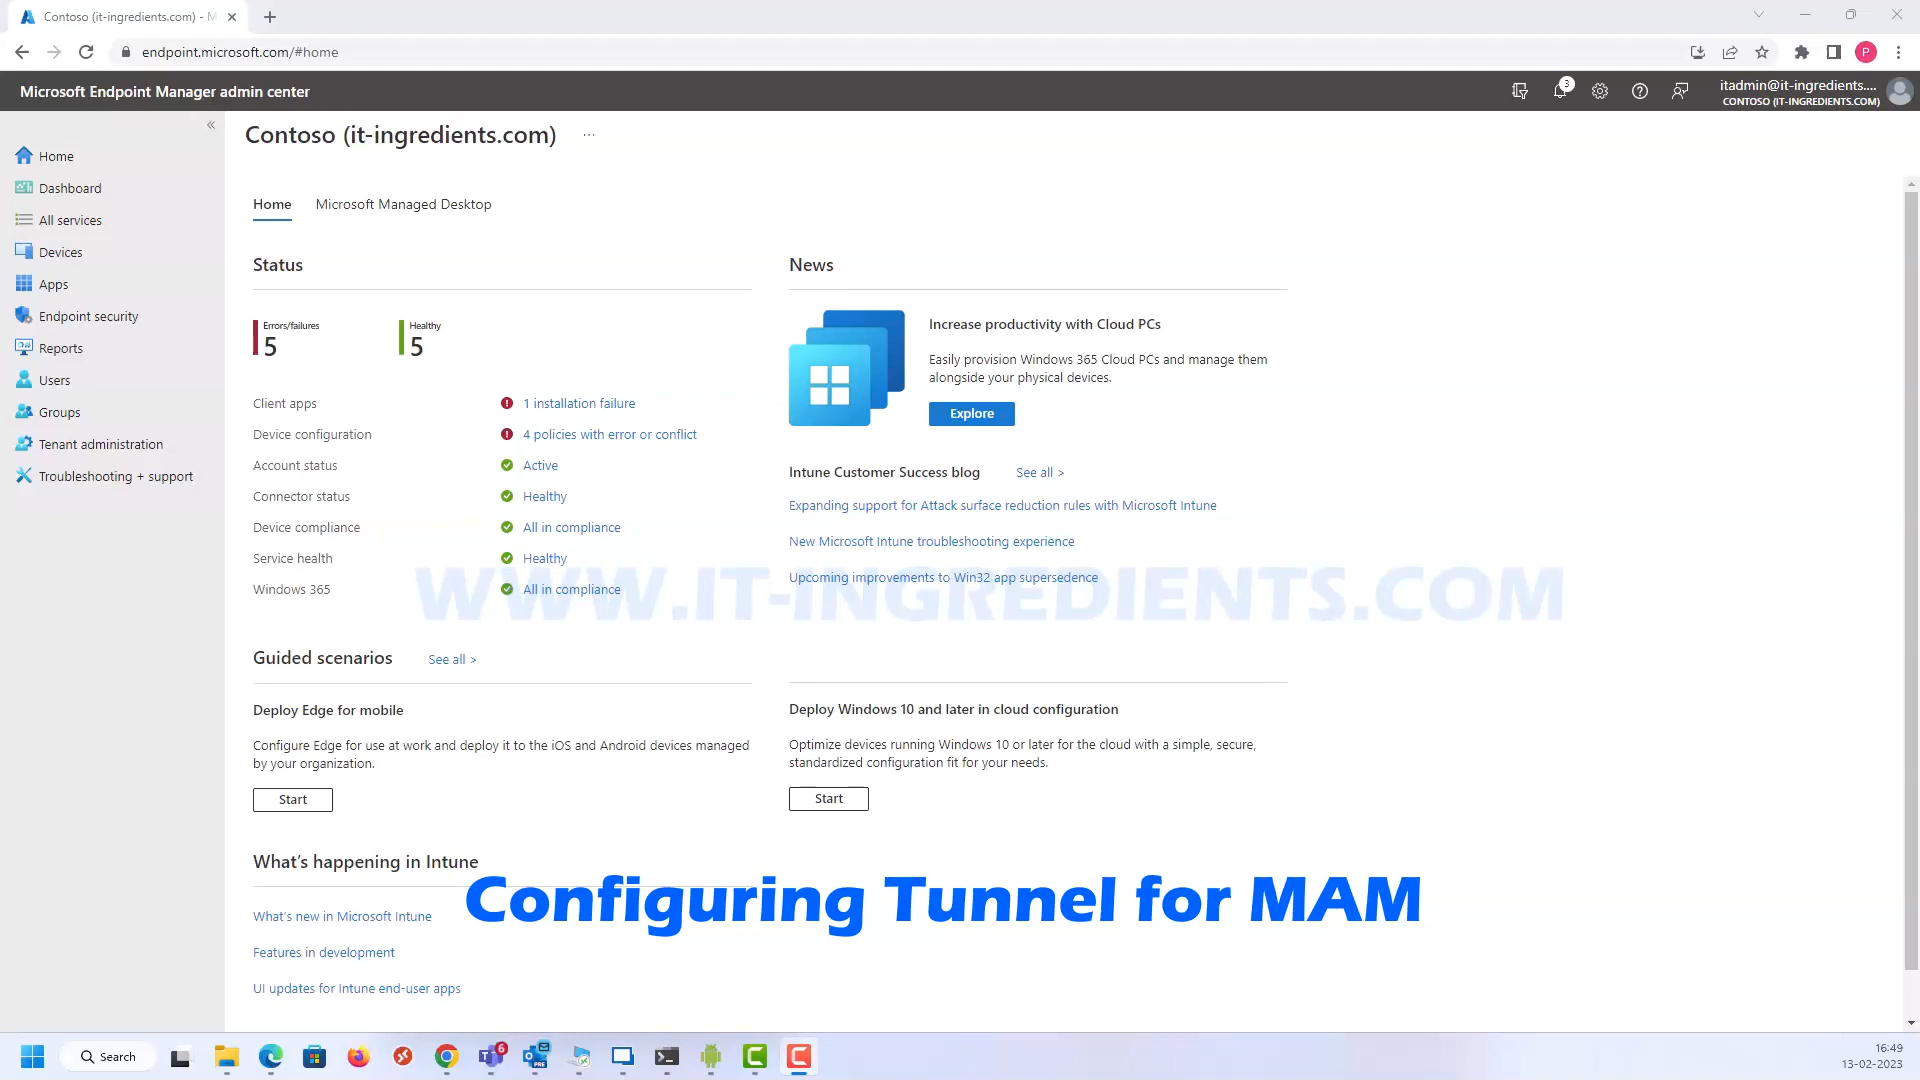 Contoso (it-ingredients.com) - M
endpoint.microsoft.com/#home
P
Microsoft Endpoint Manager admin center
3
itadmin@it-ingredients....
CONTOSO (IT-INGREDIENTS.COM)
Contoso (it-ingredients.com)
...
Home
Dashboard
All services
Devices
Apps
Endpoint security
Reports
Users
Groups
Tenant administration
Troubleshooting + support
Home
Microsoft Managed Desktop
Status
Errors/failures
5
Healthy
5
Client apps
1 installation failure
Device configuration
4 policies with error or conflict
Account status
Active
Connector status
Healthy
Device compliance
All in compliance
Service health
Healthy
Windows 365
All in compliance
News
Increase productivity with Cloud PCs
Easily provision Windows 365 Cloud PCs and manage them
alongside your physical devices.
Explore
Intune Customer Success blog
See all >
Expanding support for Attack surface reduction rules with Microsoft Intune
New Microsoft Intune troubleshooting experience
Upcoming improvements to Win32 app supersedence
WWW.IT-INGREDIENTS.COM
Guided scenarios
See all >
Deploy Edge for mobile
Configure Edge for use at work and deploy it to the iOS and Android devices managed
by your organization.
Start
Deploy Windows 10 and later in cloud configuration
Optimize devices running Windows 10 or later for the cloud with a simple, secure,
standardized configuration fit for your needs.
Start
What's happening in Intune
Configuring Tunnel for MAM
What's new in Microsoft Intune
Features in development
UI updates for Intune end-user apps
Search
6
PRE
16:49
13-02-2023